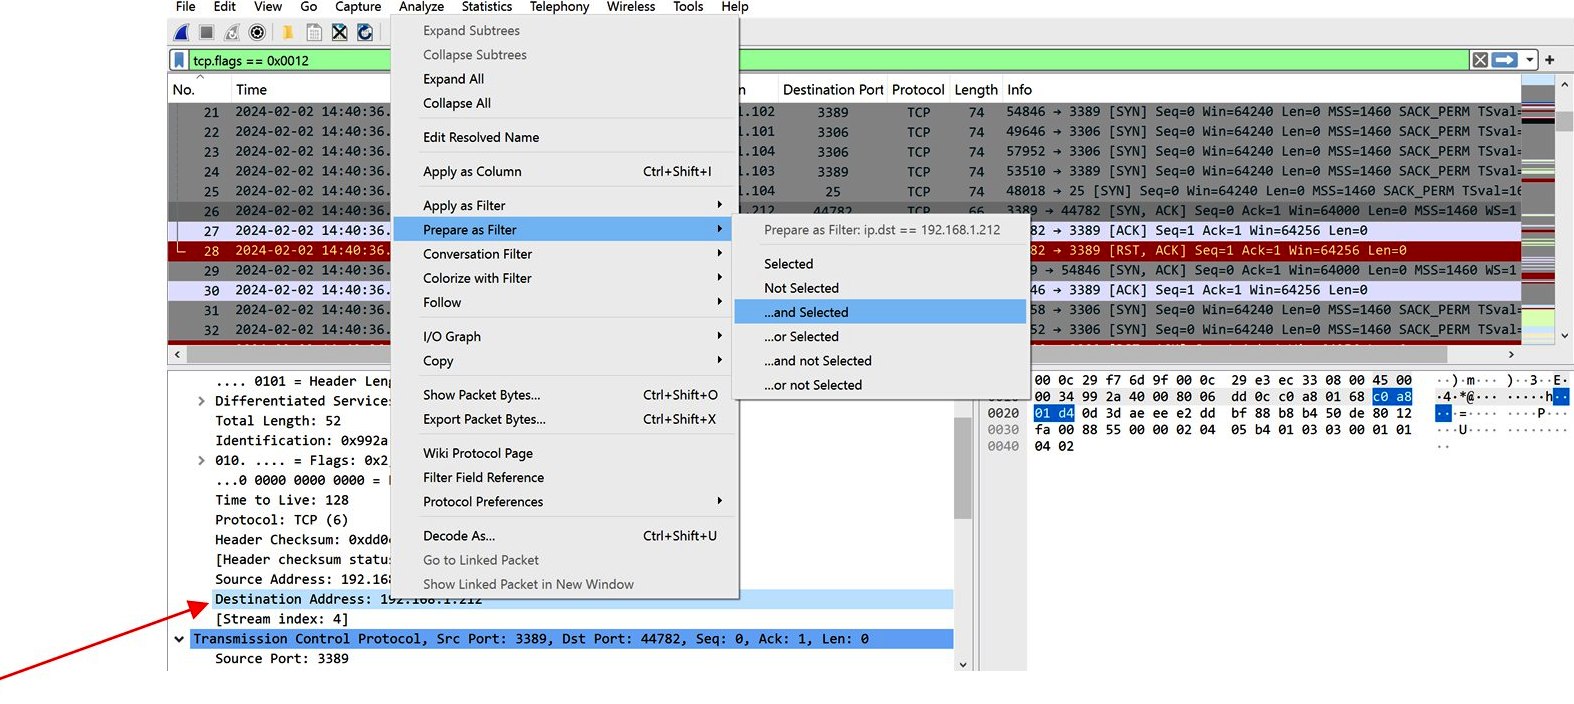 File Edit View Go Capture Analyze Statistics Telephony Wireless Tools Help
tcp.flags == 0x0012
No. Time n Destination Port Protocol Length Info
21 2024-02-02 14:40:36. .102 3389 TCP 74 54846 → 3389 [SYN] Seq=0 Win=64240 Len=0 MSS=1460 SACK_PERM TSval=
22 2024-02-02 14:40:36. .101 3306 TCP 74 49646 → 3306 [SYN] Seq=0 Win=64240 Len=0 MSS=1460 SACK_PERM TSval=
23 2024-02-02 14:40:36. .104 3306 TCP 74 57952 → 3306 [SYN] Seq=0 Win=64240 Len=0 MSS=1460 SACK_PERM TSval=
24 2024-02-02 14:40:36. .103 3389 TCP 74 53510 → 3389 [SYN] Seq=0 Win=64240 Len=0 MSS=1460 SACK_PERM TSval=
25 2024-02-02 14:40:36. .104 25 TCP 74 48018 → 25 [SYN] Seq=0 Win=64240 Len=0 MSS=1460 SACK_PERM TSval=16
26 2024-02-02 14:40:36. .212 44782 TCP 66 3389 → 44782 [SYN, ACK] Seq=0 Ack=1 Win=64000 Len=0 MSS=1460 WS=1
27 2024-02-02 14:40:36. 82 → 3389 [ACK] Seq=1 Ack=1 Win=64256 Len=0
28 2024-02-02 14:40:36. 82 → 3389 [RST, ACK] Seq=1 Ack=1 Win=64256 Len=0
29 2024-02-02 14:40:36. 9 → 54846 [SYN, ACK] Seq=0 Ack=1 Win=64000 Len=0 MSS=1460 WS=1
30 2024-02-02 14:40:36. 46 → 3389 [ACK] Seq=1 Ack=1 Win=64256 Len=0
31 2024-02-02 14:40:36. 58 → 3306 [SYN] Seq=0 Win=64240 Len=0 MSS=1460 SACK_PERM TSval=
32 2024-02-02 14:40:36. 52 → 3306 [SYN] Seq=0 Win=64240 Len=0 MSS=1460 SACK_PERM TSval=
Expand Subtrees
Collapse Subtrees
Expand All
Collapse All
Edit Resolved Name
Apply as Column Ctrl+Shift+I
Apply as Filter
Prepare as Filter
Conversation Filter
Colorize with Filter
Follow
I/O Graph
Copy
Show Packet Bytes... Ctrl+Shift+O
Export Packet Bytes... Ctrl+Shift+X
Wiki Protocol Page
Filter Field Reference
Protocol Preferences
Decode As... Ctrl+Shift+U
Go to Linked Packet
Show Linked Packet in New Window
Prepare as Filter: ip.dst == 192.168.1.212
Selected
Not Selected
...and Selected
...or Selected
...and not Selected
...or not Selected
.... 0101 = Header Leng
Differentiated Services
Total Length: 52
Identification: 0x992a
010. .... = Flags: 0x2,
...0 0000 0000 0000 =
Time to Live: 128
Protocol: TCP (6)
Header Checksum: 0xdd0c
[Header checksum status
Source Address: 192.168
Destination Address: 192.168.1.212
[Stream index: 4]
Transmission Control Protocol, Src Port: 3389, Dst Port: 44782, Seq: 0, Ack: 1, Len: 0
Source Port: 3389
00 0c 29 f7 6d 9f 00 0c 29 e3 ec 33 08 00 45 00 ··)·m··· )··3··E·
0010 00 34 99 2a 40 00 80 06 dd 0c c0 a8 01 68 c0 a8 ·4·*@··· ·····h··
0020 01 d4 0d 3d ae ee e2 dd bf 88 b8 b4 50 de 80 12 ···=···· ····P···
0030 fa 00 88 55 00 00 02 04 05 b4 01 03 03 00 01 01 ···U···· ········
0040 04 02 ··